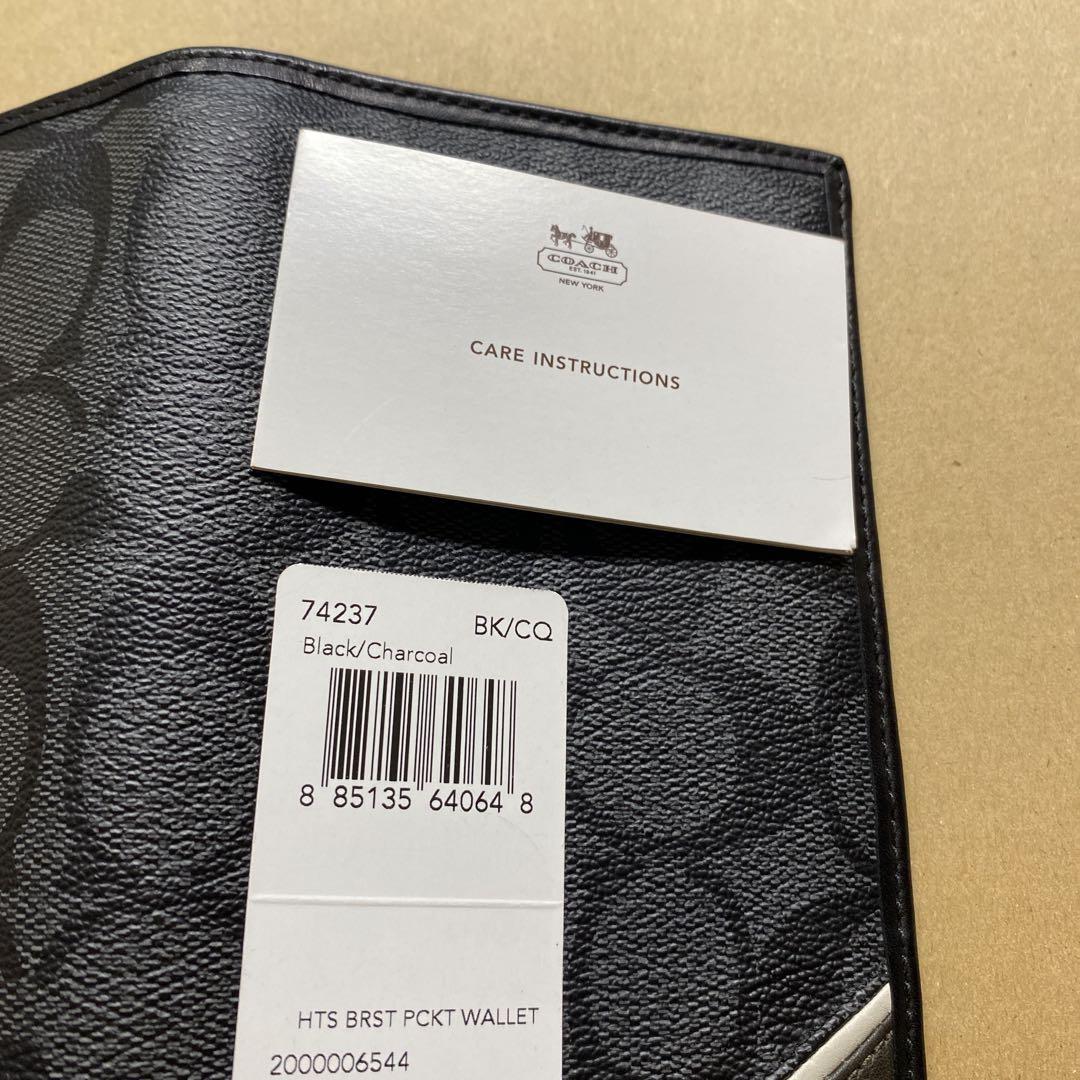 COACH
EST. 1941
NEW YORK
CARE INSTRUCTIONS
74237 BK/CQ
Black/Charcoal
8 85135 64064 8
HTS BRST PCKT WALLET
2000006544